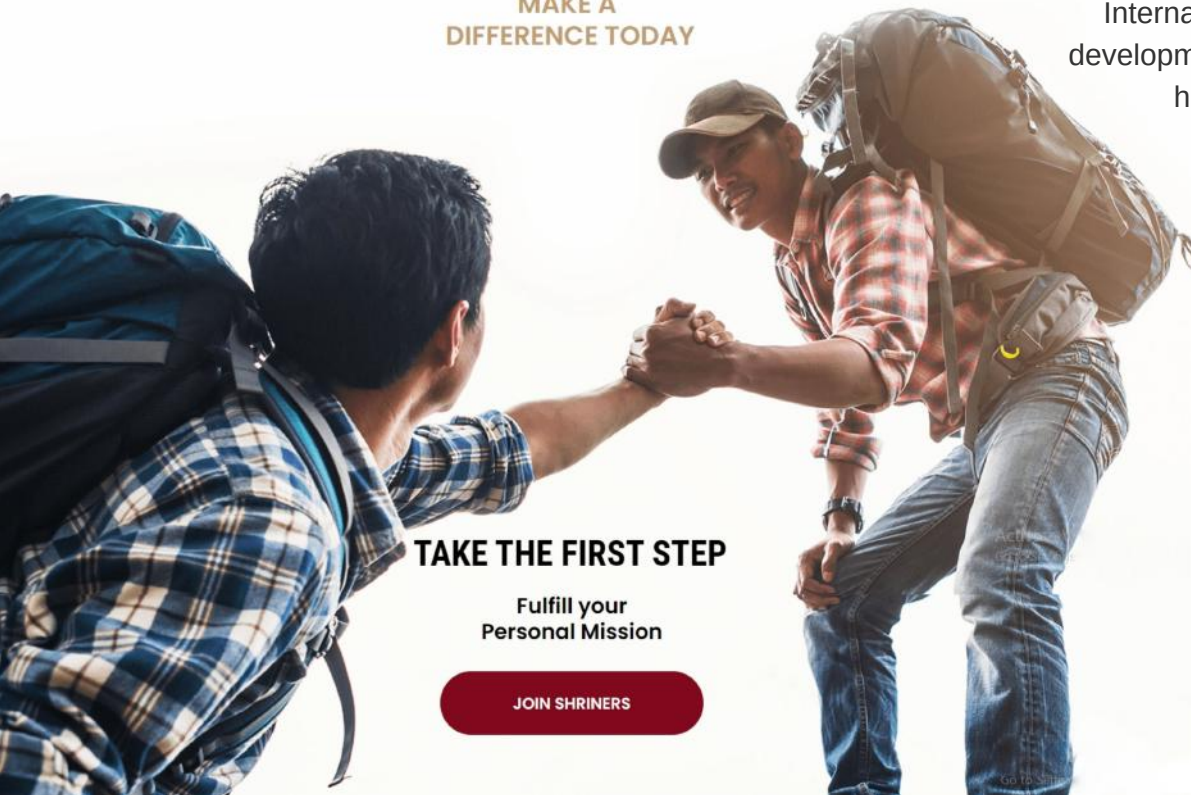 MAKE A
DIFFERENCE TODAY
Interna
developm
h
TAKE THE FIRST STEP
Fulfill your
Personal Mission
JOIN SHRINERS